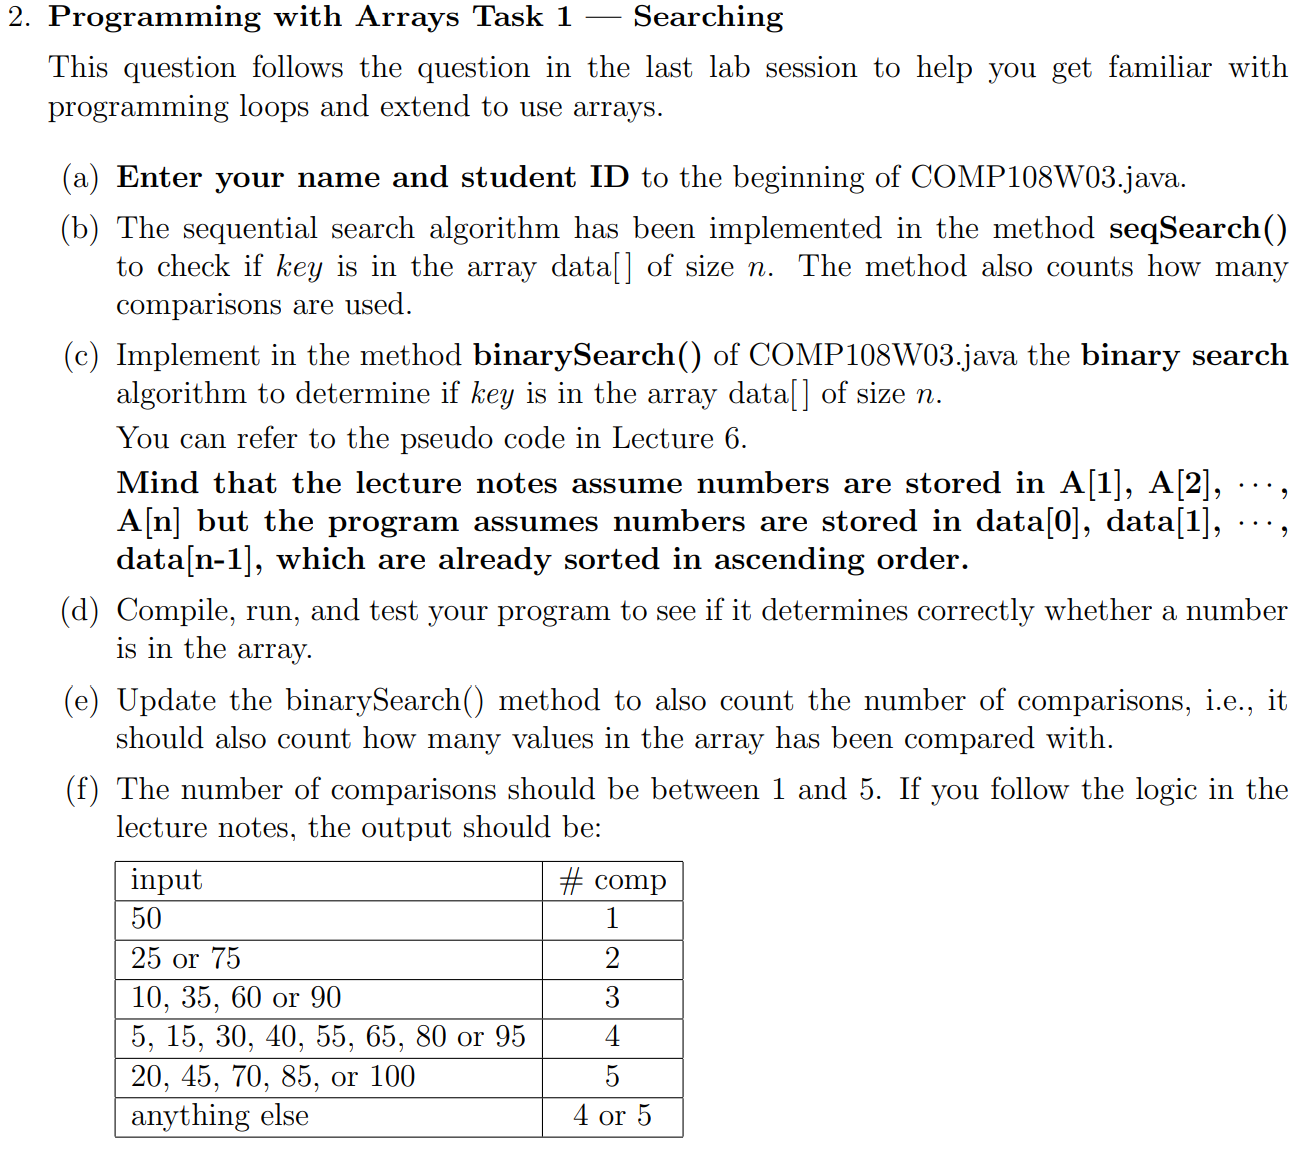 2. Programming with Arrays Task 1 — Searching
This question follows the question in the last lab session to help you get familiar with
programming loops and extend to use arrays.
(a) Enter your name and student ID to the beginning of COMP108W03.java.
(b) The sequential search algorithm has been implemented in the method seqSearch()
to check if key is in the array data[] of size n. The method also counts how many
comparisons are used.
(c) Implement in the method binarySearch() of COMP108W03.java the binary search
algorithm to determine if key is in the array data[] of size n.
You can refer to the pseudo code in Lecture 6.
Mind that the lecture notes assume numbers are stored in A[1], A[2], ⋯,
A[n] but the program assumes numbers are stored in data[0], data[1], ⋯,
data[n-1], which are already sorted in ascending order.
(d) Compile, run, and test your program to see if it determines correctly whether a number
is in the array.
(e) Update the binarySearch() method to also count the number of comparisons, i.e., it
should also count how many values in the array has been compared with.
(f) The number of comparisons should be between 1 and 5. If you follow the logic in the
lecture notes, the output should be:
input # comp
50 1
25 or 75 2
10, 35, 60 or 90 3
5, 15, 30, 40, 55, 65, 80 or 95 4
20, 45, 70, 85, or 100 5
anything else 4 or 5